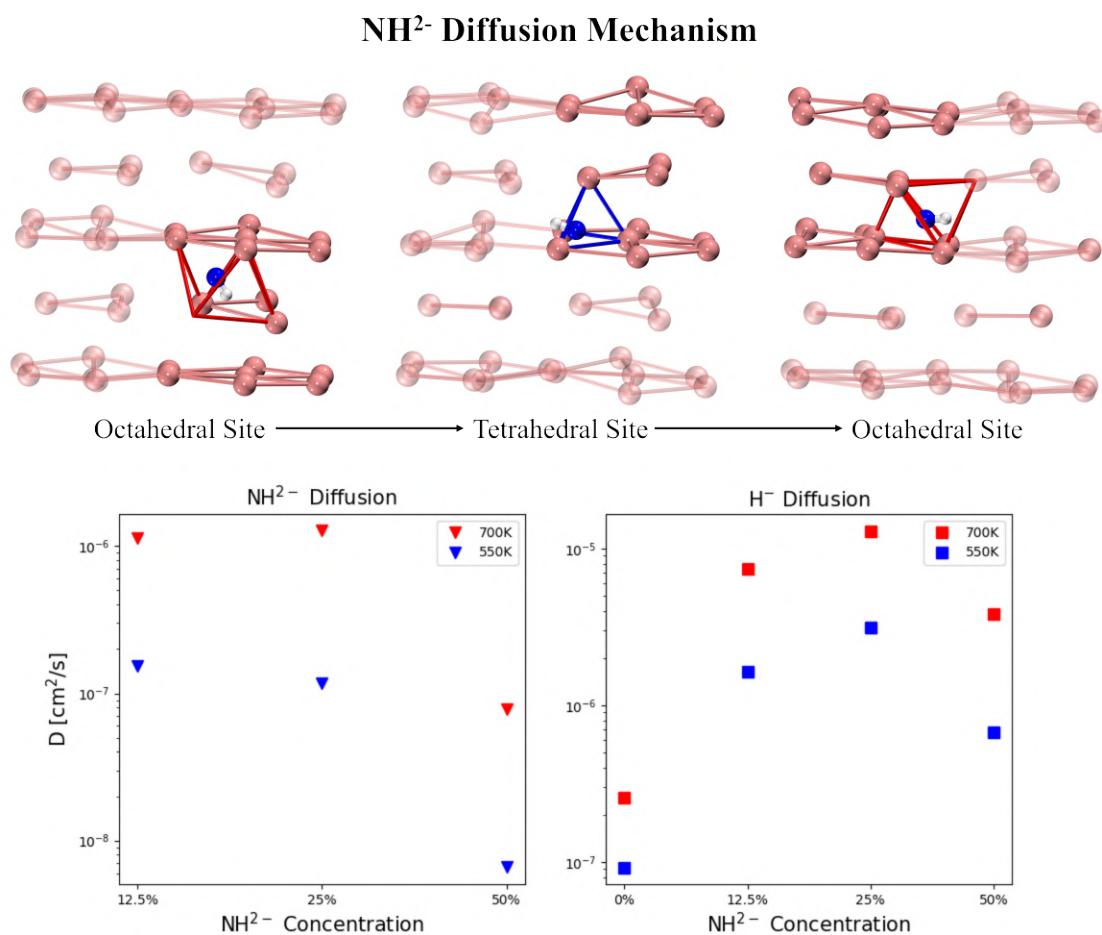 NH²⁻ Diffusion Mechanism
Octahedral Site
Tetrahedral Site
Octahedral Site
NH²⁻ Diffusion
700K
550K
10⁻⁶
10⁻⁷
10⁻⁸
D [cm²/s]
12.5%
25%
50%
NH²⁻ Concentration
H⁻ Diffusion
700K
550K
10⁻⁵
10⁻⁶
10⁻⁷
0%
12.5%
25%
50%
NH²⁻ Concentration